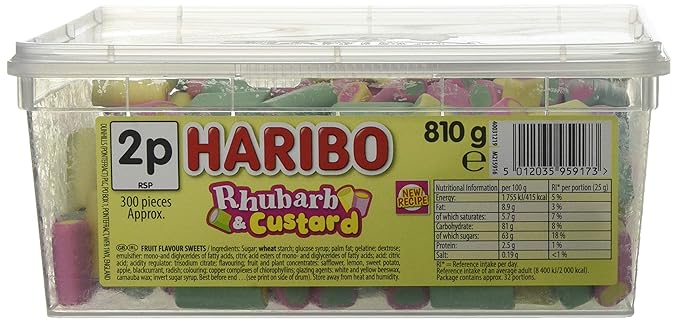 2p
RSP
300 pieces
Approx.
HARIBO
Rhubarb
& Custard
NEW
RECIPE
810 g
e
40031219
5 012035 959173 >
Nutritional Information per 100 g RI* per portion (25 g)
Energy: 1 755 kJ/415 kcal 5 %
Fat: 8.9 g 3 %
of which saturates: 5.7 g 7 %
Carbohydrate: 81 g 8 %
of which sugars: 63 g 18 %
Protein: 2.5 g 1 %
Salt: 0.19 g <1 %
RI* = Reference intake per day.
Reference intake of an average adult (8 400 kJ/2 000 kcal)
Package contains approx. 32 portions.
FRUIT FLAVOUR SWEETS / Ingredients: Sugar; wheat starch; glucose syrup; palm fat; gelatine; dextrose;
emulsifier: mono- and diglycerides of fatty acids, citric acid esters of mono- and diglycerides of fatty acids; acid: citric
acid; acidity regulator: trisodium citrate; flavouring; fruit and plant concentrates: safflower, lemon, sweet potato,
apple, blackcurrant, radish; colouring: copper complexes of chlorophyllins; glazing agents: white and yellow beeswax,
carnauba wax; invert sugar syrup. Best before end ... (see print on side of drum). Store away from heat and humidity.